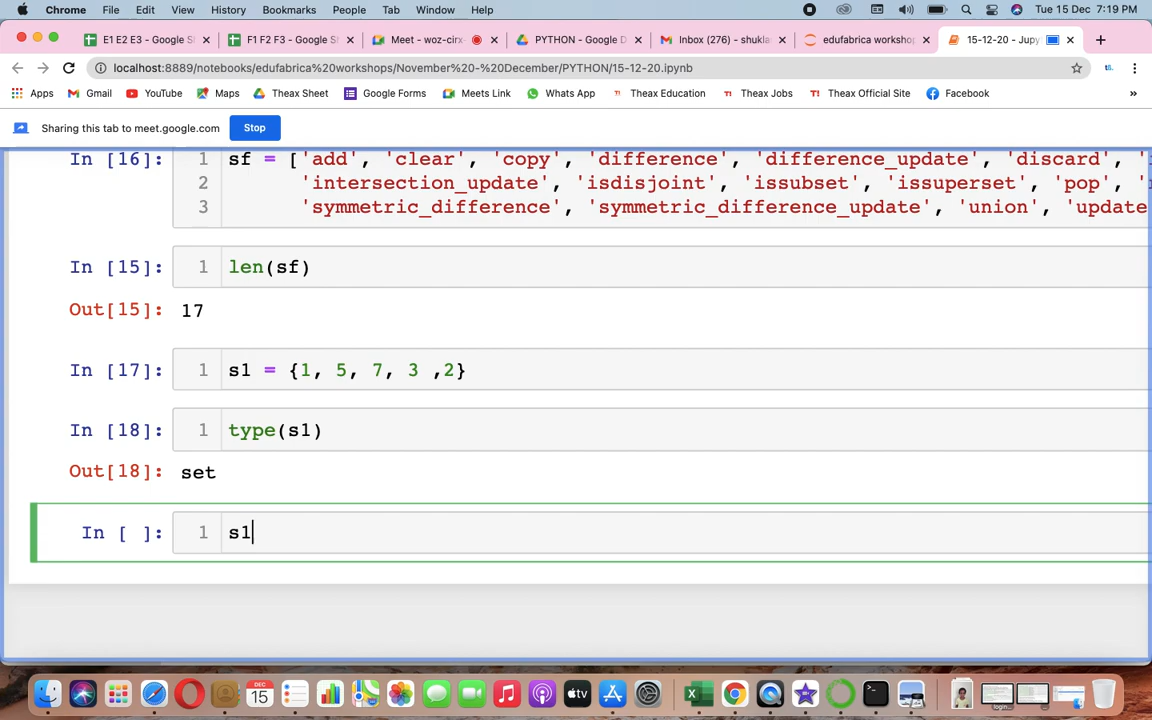 Chrome File Edit View History Bookmarks People Tab Window Help Tue 15 Dec 7:19 PM
E1 E2 E3 - Google S F1 F2 F3 - Google S Meet - woz-cirx- PYTHON - Google D Inbox (276) - shukla edufabrica workshop 15-12-20 - Jupy
localhost:8889/notebooks/edufabrica%20workshops/November%20-%20December/PYTHON/15-12-20.ipynb
Apps Gmail YouTube Maps Theax Sheet Google Forms Meets Link Whats App Theax Education Theax Jobs Theax Official Site Facebook »
Sharing this tab to meet.google.com Stop
In [16]: 1 sf = ['add', 'clear', 'copy', 'difference', 'difference_update', 'discard', '
2 'intersection_update', 'isdisjoint', 'issubset', 'issuperset', 'pop', '
3 'symmetric_difference', 'symmetric_difference_update', 'union', 'update
In [15]: 1 len(sf)
Out[15]: 17
In [17]: 1 s1 = {1, 5, 7, 3 ,2}
In [18]: 1 type(s1)
Out[18]: set
In [ ]: 1 s1
DEC
15
tv